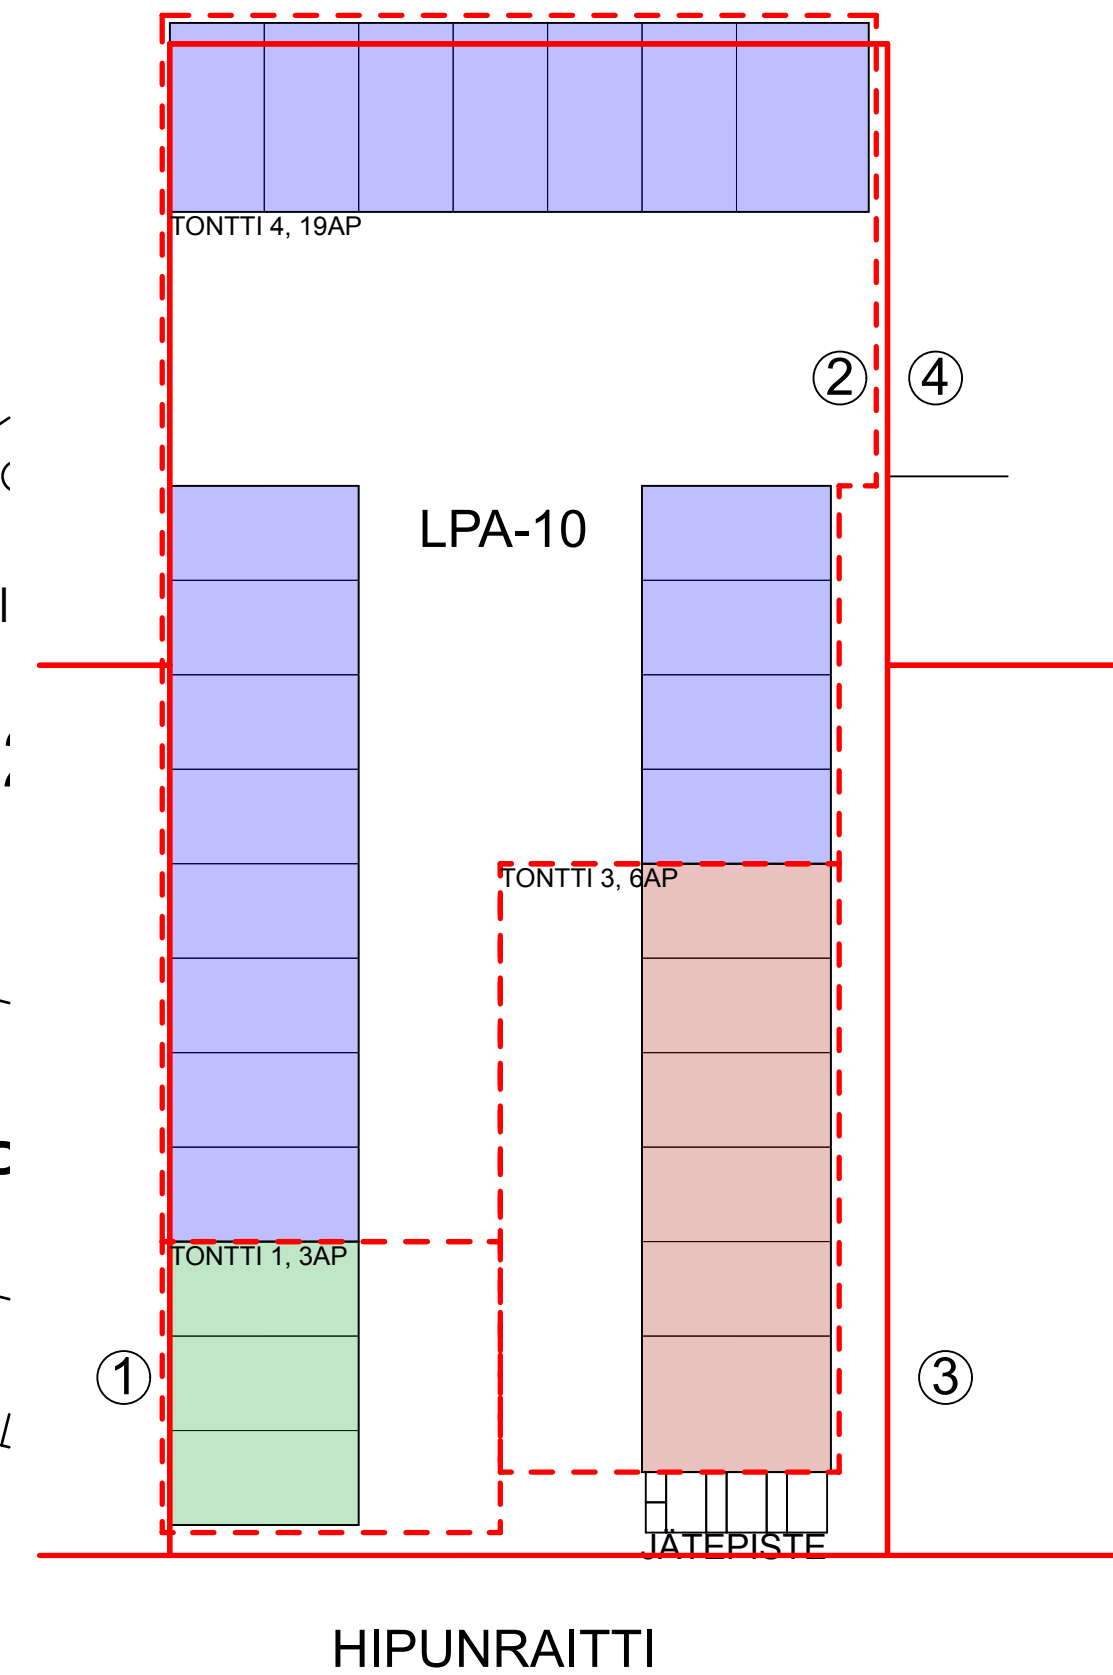 TONTTI 4, 19AP
2
4
LPA-10
TONTTI 3, 6AP
TONTTI 1, 3AP
1
3
JÄTEPISTE
HIPUNRAITTI